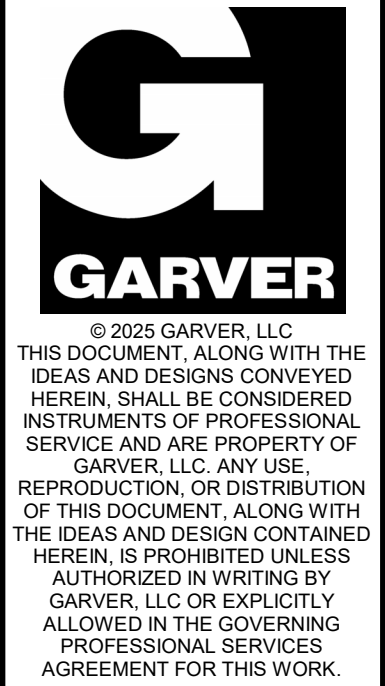 GARVER
© 2025 GARVER, LLC
THIS DOCUMENT, ALONG WITH THE
IDEAS AND DESIGNS CONVEYED
HEREIN, SHALL BE CONSIDERED
INSTRUMENTS OF PROFESSIONAL
SERVICE AND ARE PROPERTY OF
GARVER, LLC. ANY USE,
REPRODUCTION, OR DISTRIBUTION
OF THIS DOCUMENT, ALONG WITH
THE IDEAS AND DESIGN CONTAINED
HEREIN, IS PROHIBITED UNLESS
AUTHORIZED IN WRITING BY
GARVER, LLC OR EXPLICITLY
ALLOWED IN THE GOVERNING
PROFESSIONAL SERVICES
AGREEMENT FOR THIS WORK.